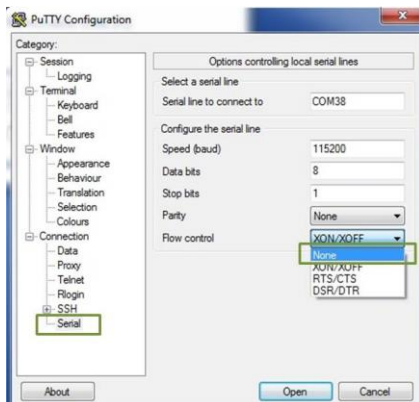 PuTTY Configuration
Category:
Session
Logging
Terminal
Keyboard
Bell
Features
Window
Appearance
Behaviour
Translation
Selection
Colours
Connection
Data
Proxy
Telnet
Rlogin
SSH
Serial
Options controlling local serial lines
Select a serial line
Serial line to connect to COM38
Configure the serial line
Speed (baud) 115200
Data bits 8
Stop bits 1
Parity None
Flow control XON/XOFF
None
XON/XOFF
RTS/CTS
DSR/DTR
About Open Cancel